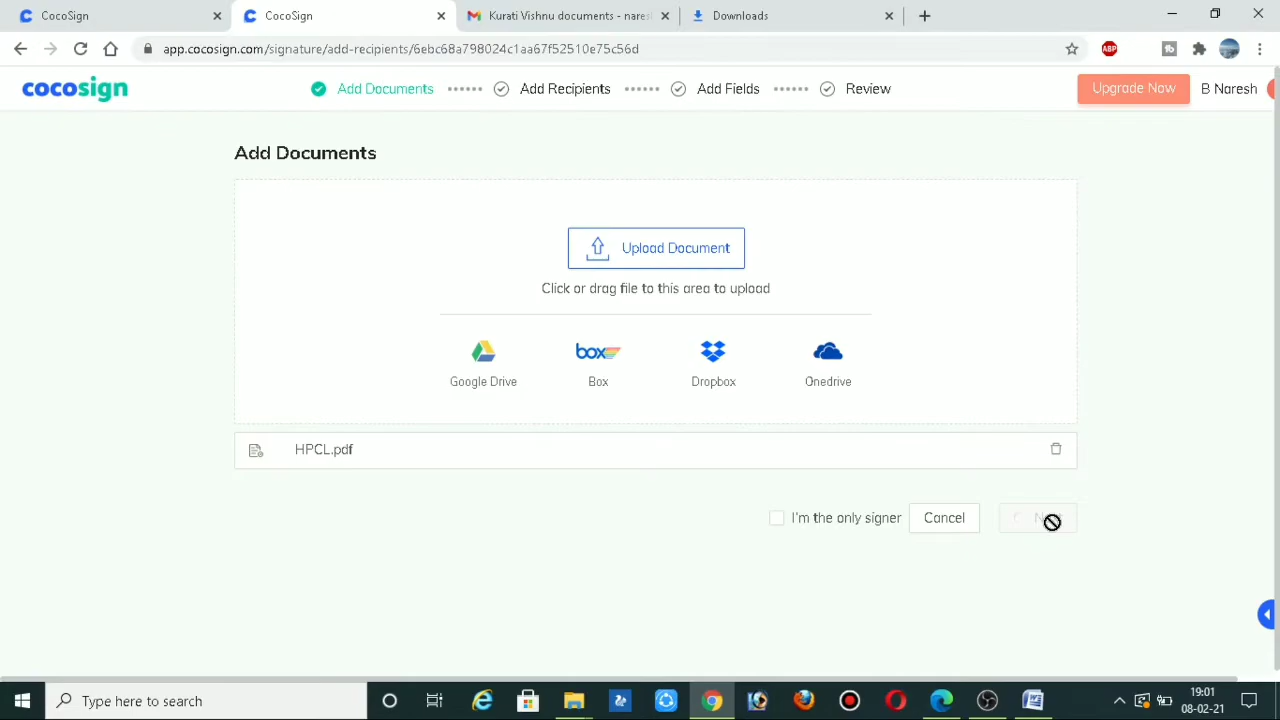 CocoSign
CocoSign
Kurati Vishnu documents - nares
Downloads
app.cocosign.com/signature/add-recipients/6ebc68a798024c1aa67f52510e75c56d
ABP
cocosign
Add Documents
Add Recipients
Add Fields
Review
Upgrade Now
B Naresh
Add Documents
Upload Document
Click or drag file to this area to upload
box
Google Drive
Box
Dropbox
Onedrive
HPCL.pdf
I'm the only signer
Cancel
Type here to search
19:01
08-02-21